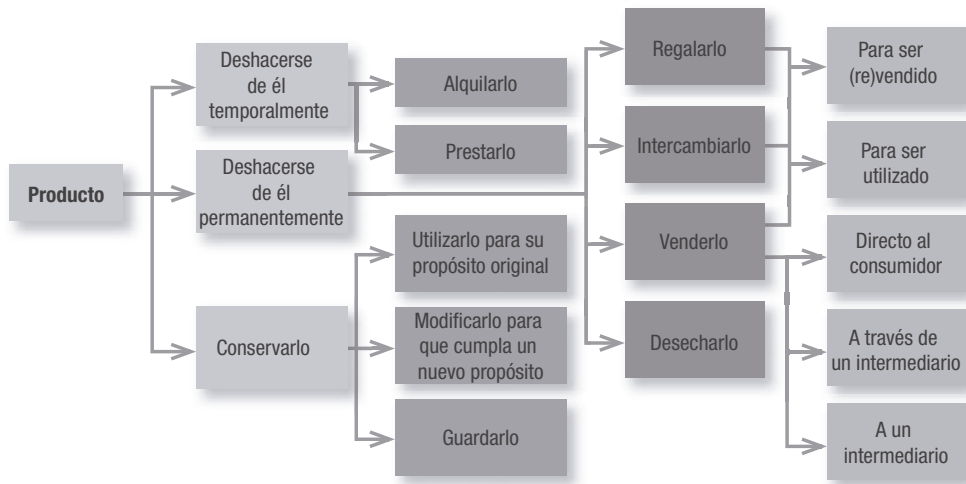 Producto
Deshacerse
de él
temporalmente
Deshacerse
de él
permanentemente
Conservarlo
Alquilarlo
Prestarlo
Utilizarlo para su
propósito original
Modificarlo para
que cumpla un
nuevo propósito
Guardarlo
Regalarlo
Intercambiarlo
Venderlo
Desecharlo
Para ser
(re)vendido
Para ser
utilizado
Directo al
consumidor
A través de
un intermediario
A un
intermediario